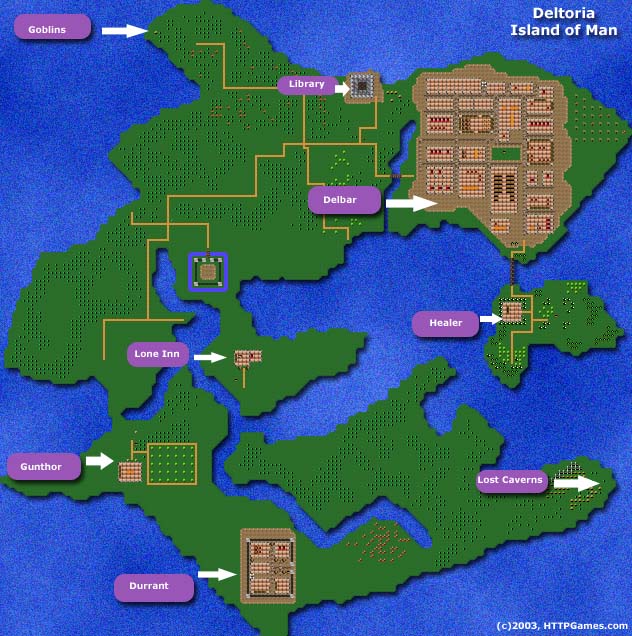 Deltoria
Island of Man
Goblins
Library
Delbar
Healer
Lone Inn
Gunthor
Lost Caverns
Durrant
(c)2003, HTTPGames.com